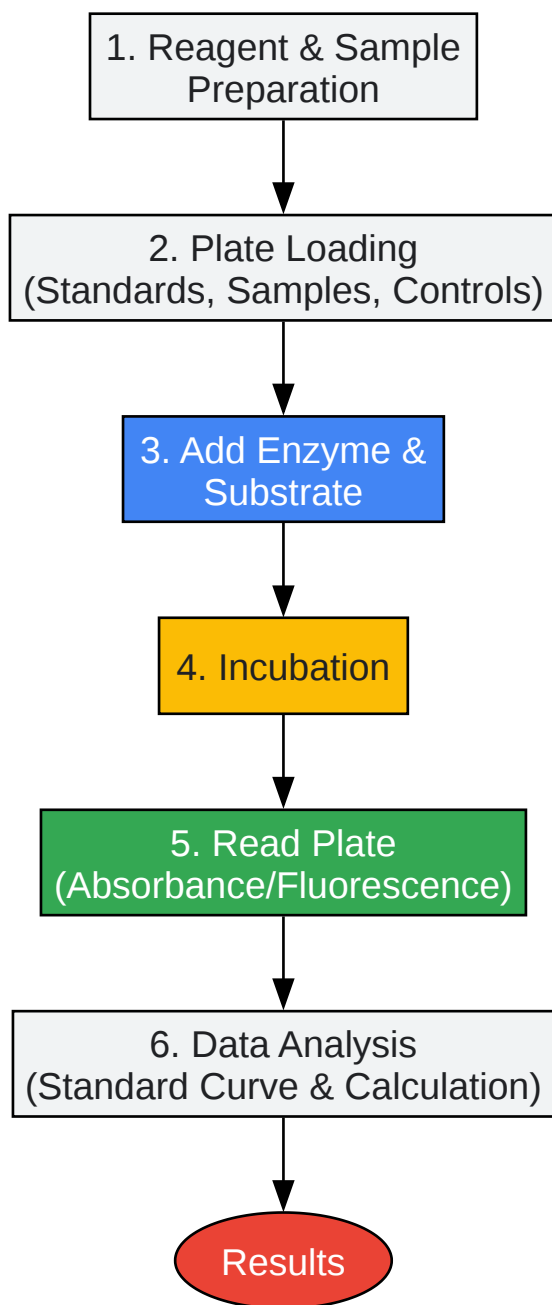 1. Reagent & Sample
Preparation
2. Plate Loading
(Standards, Samples, Controls)
3. Add Enzyme &
Substrate
4. Incubation
5. Read Plate
(Absorbance/Fluorescence)
6. Data Analysis
(Standard Curve & Calculation)
Results